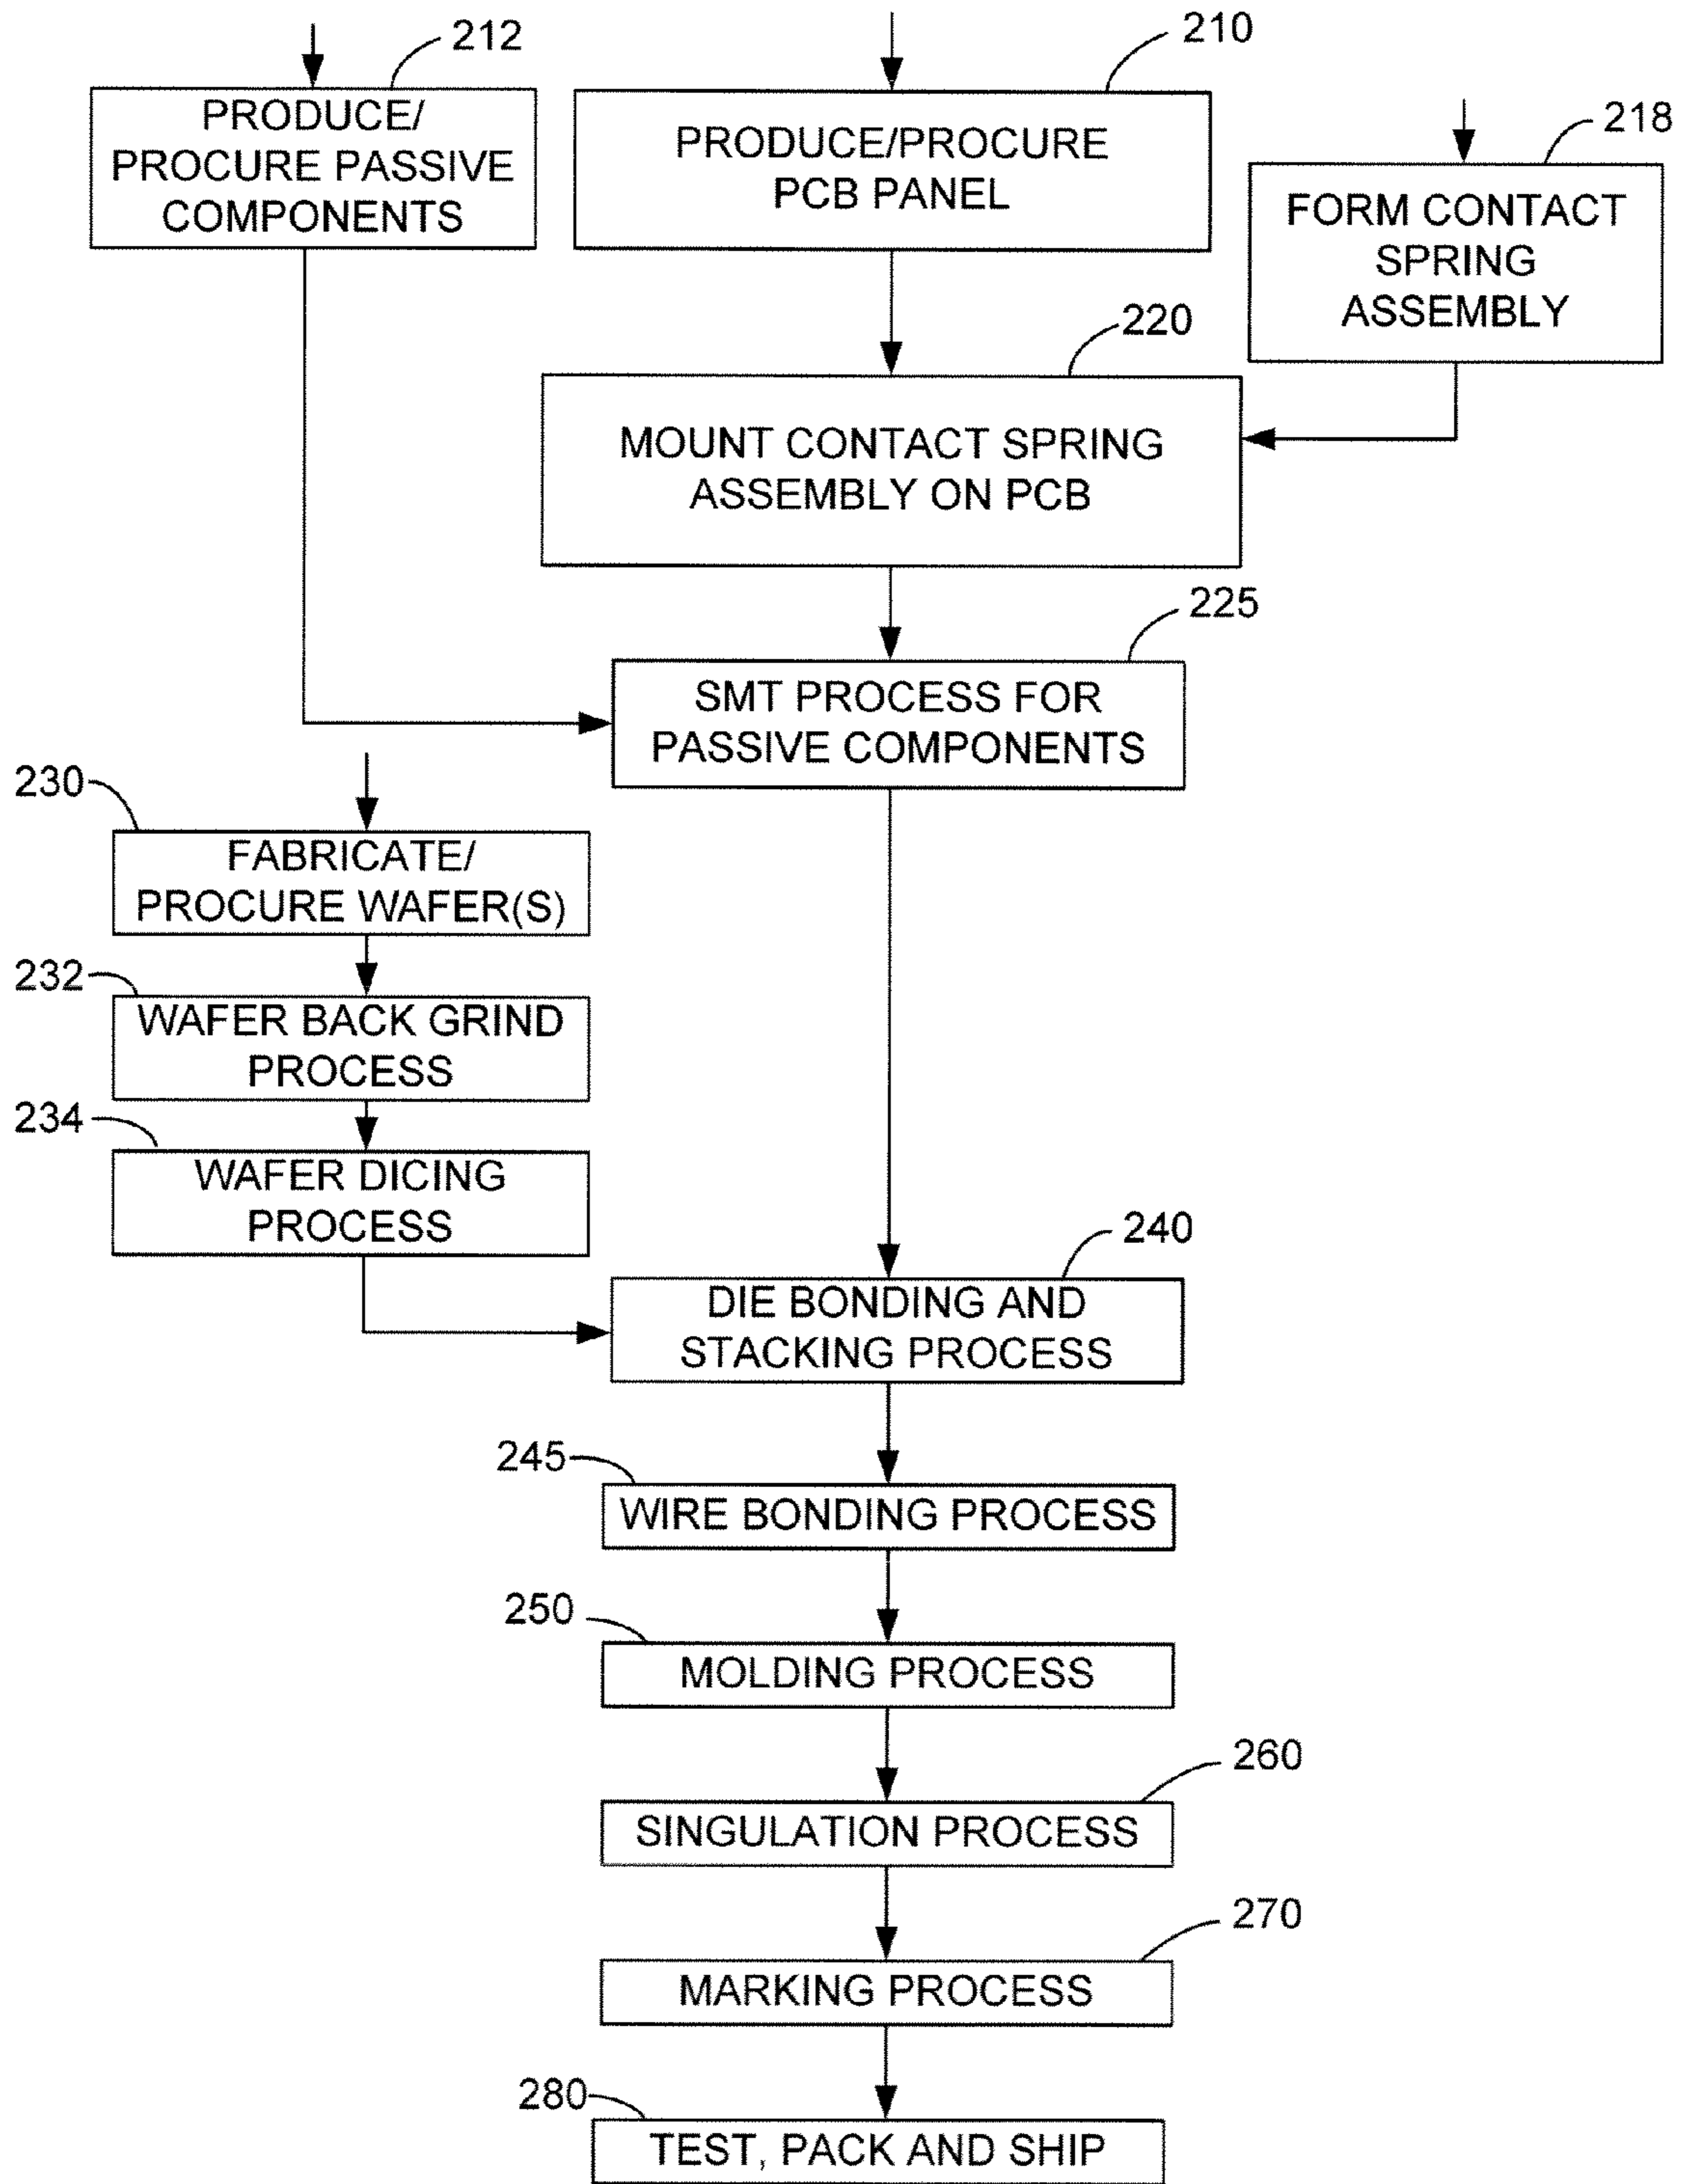 212
PRODUCE/
PROCURE PASSIVE
COMPONENTS
210
PRODUCE/PROCURE
PCB PANEL
218
FORM CONTACT
SPRING
ASSEMBLY
220
MOUNT CONTACT SPRING
ASSEMBLY ON PCB
225
SMT PROCESS FOR
PASSIVE COMPONENTS
230
FABRICATE/
PROCURE WAFER(S)
232
WAFER BACK GRIND
PROCESS
234
WAFER DICING
PROCESS
240
DIE BONDING AND
STACKING PROCESS
245
WIRE BONDING PROCESS
250
MOLDING PROCESS
260
SINGULATION PROCESS
270
MARKING PROCESS
280
TEST, PACK AND SHIP